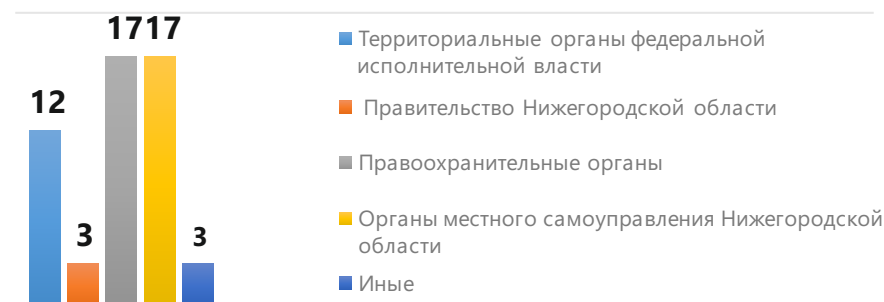 1717
12
3
3
Территориальные органы федеральной
исполнительной власти
Правительство Нижегородской области
Правоохранительные органы
Органы местного самоуправления Нижегородской
области
Иные